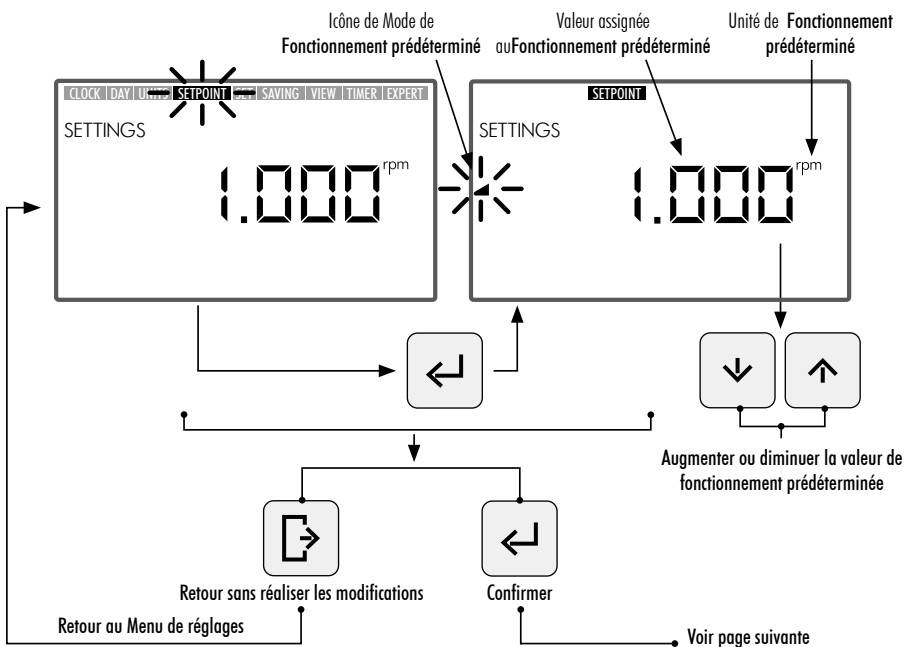 Icône de Mode de
Fonctionnement prédéterminé
Valeur assignée
auFonctionnement prédéterminé
Unité de Fonctionnement
prédéterminé
CLOCK DAY UNITS SETPOINT SAVING VIEW TIMER EXPERT
SETTINGS
1.000 rpm
SETPOINT
SETTINGS
1.000 rpm
Augmenter ou diminuer la valeur de
fonctionnement prédéterminée
Retour sans réaliser les modifications
Confirmer
Retour au Menu de réglages
Voir page suivante